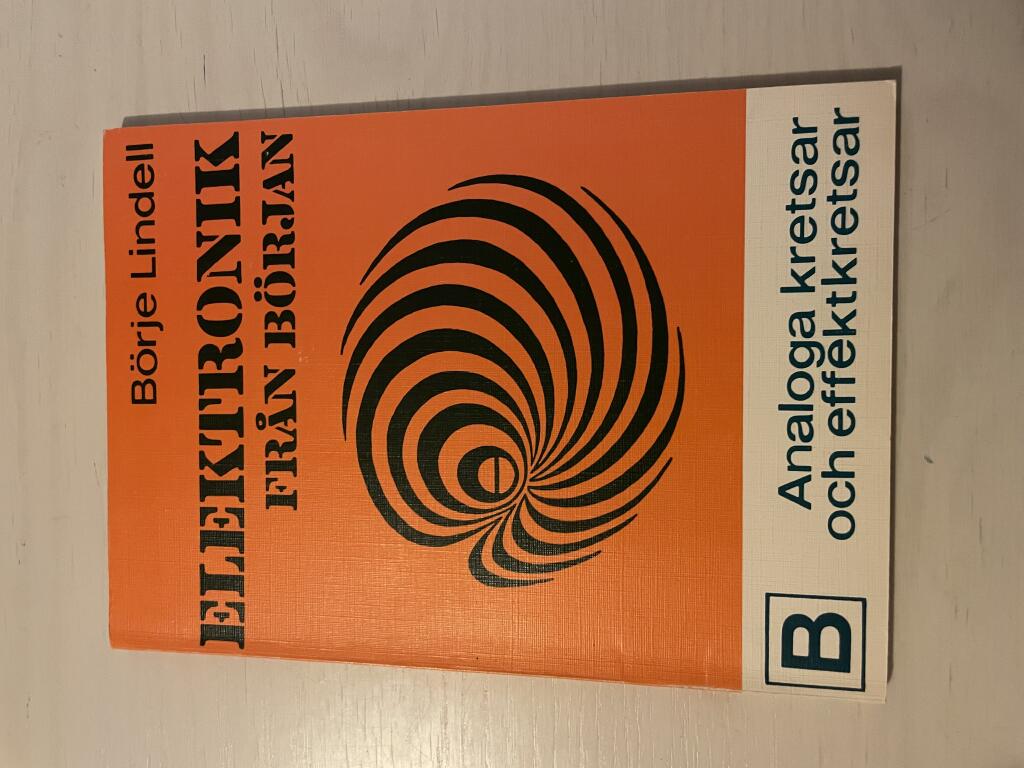 Börje Lindell
ELEKTRONIK
FRÅN BÖRJAN
B
Analoga kretsar
och effektkretsar